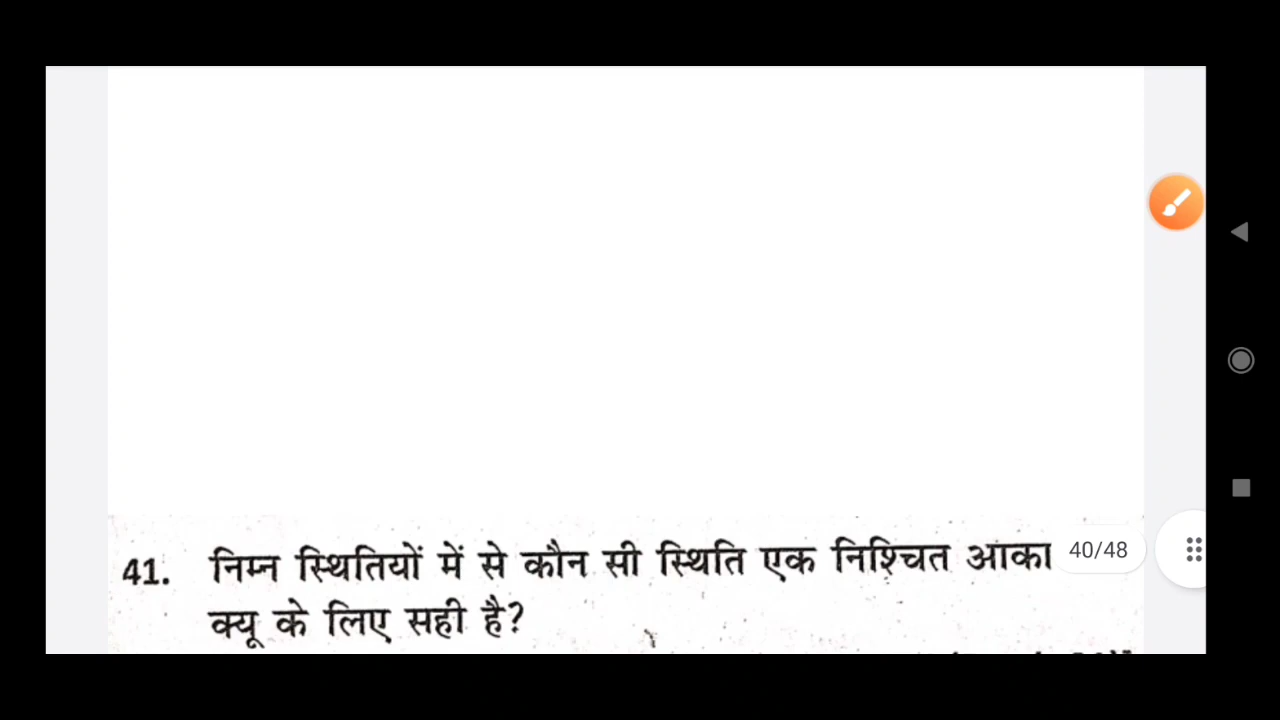 41. निम्न स्थितियों में से कौन सी स्थिति एक निश्चित आका
40/48
क्यू के लिए सही है?